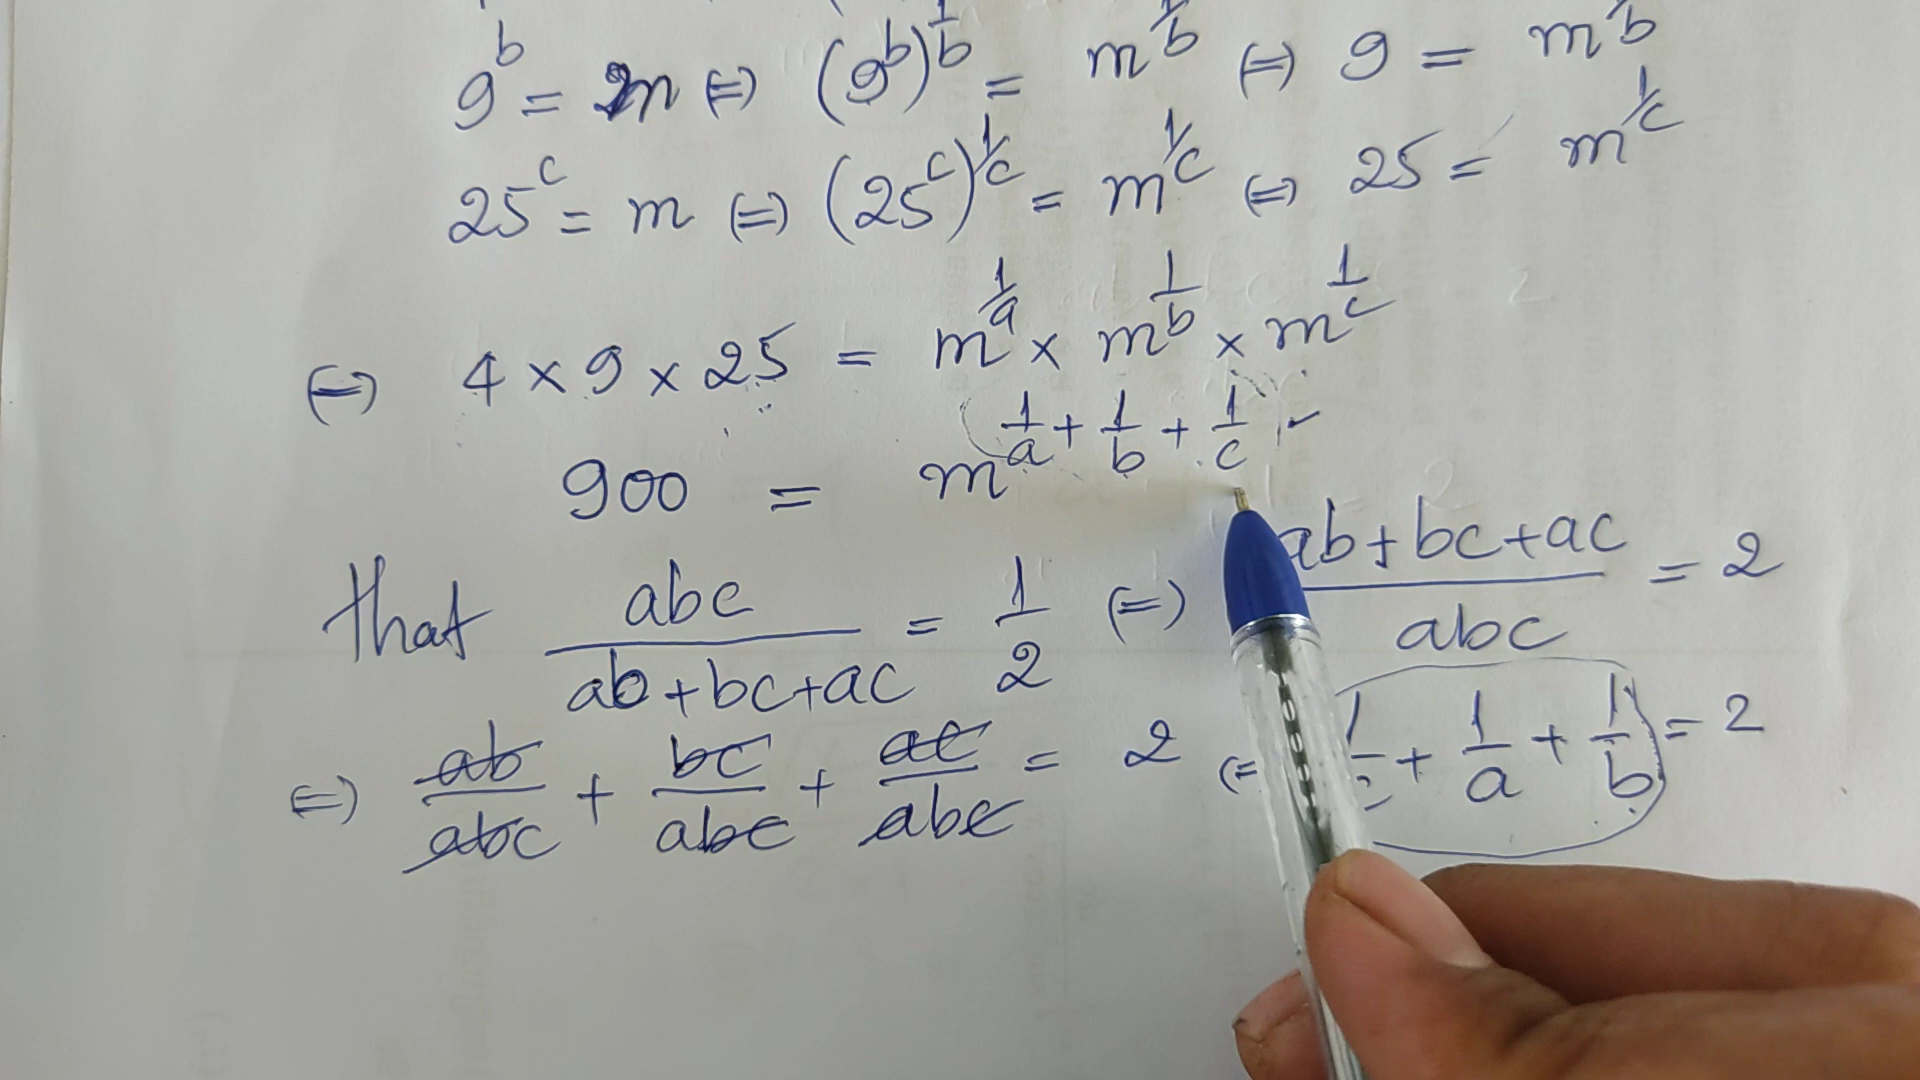 9^b = m ⇔ (9^b)^(1/b) = m^(1/b) ⇔ 9 = m^(1/b)
25^c = m ⇔ (25^c)^(1/c) = m^(1/c) ⇔ 25 = m^(1/c)
⇔ 4 × 9 × 25 = m^(1/a) × m^(1/b) × m^(1/c)
900 = m^(1/a + 1/b + 1/c)
that abc/(ab+bc+ac) = 1/2 ⇔ (ab+bc+ac)/abc = 2
⇔ ab/abc + bc/abc + ac/abc = 2 ⇔ + 1/a + 1/b = 2